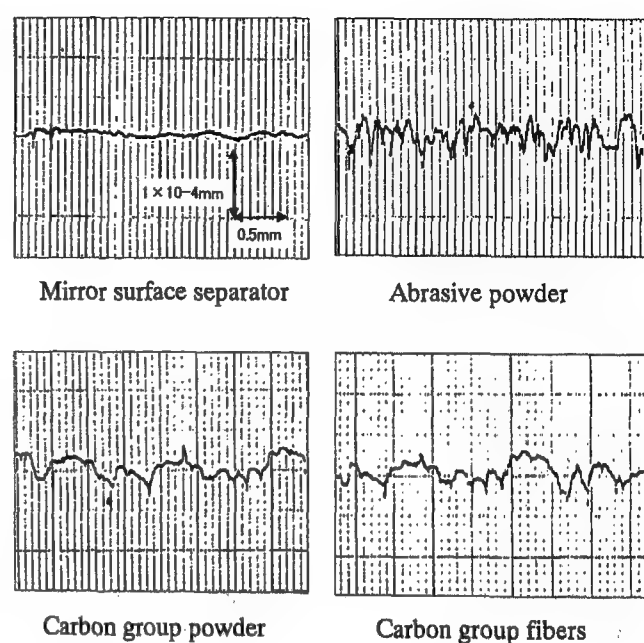 1×10-4mm
0.5mm
Mirror surface separator
Abrasive powder
Carbon group powder
Carbon group fibers